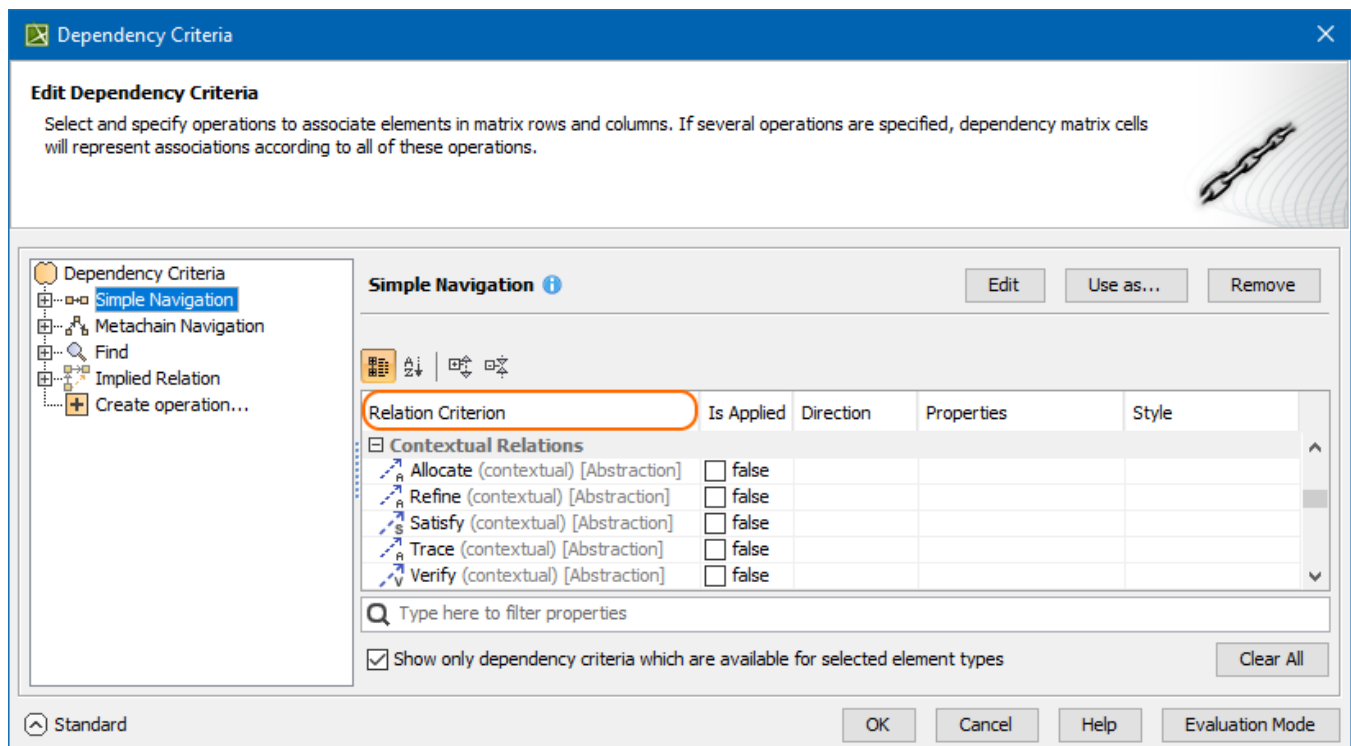 Dependency Criteria
Edit Dependency Criteria
Select and specify operations to associate elements in matrix rows and columns. If several operations are specified, dependency matrix cells
will represent associations according to all of these operations.
Dependency Criteria
Simple Navigation
Metachain Navigation
Find
Implied Relation
Create operation...
Simple Navigation
Edit
Use as...
Remove
Relation Criterion Is Applied Direction Properties Style
Contextual Relations
Allocate (contextual) [Abstraction] false
Refine (contextual) [Abstraction] false
Satisfy (contextual) [Abstraction] false
Trace (contextual) [Abstraction] false
Verify (contextual) [Abstraction] false
Type here to filter properties
Show only dependency criteria which are available for selected element types
Clear All
Standard
OK
Cancel
Help
Evaluation Mode